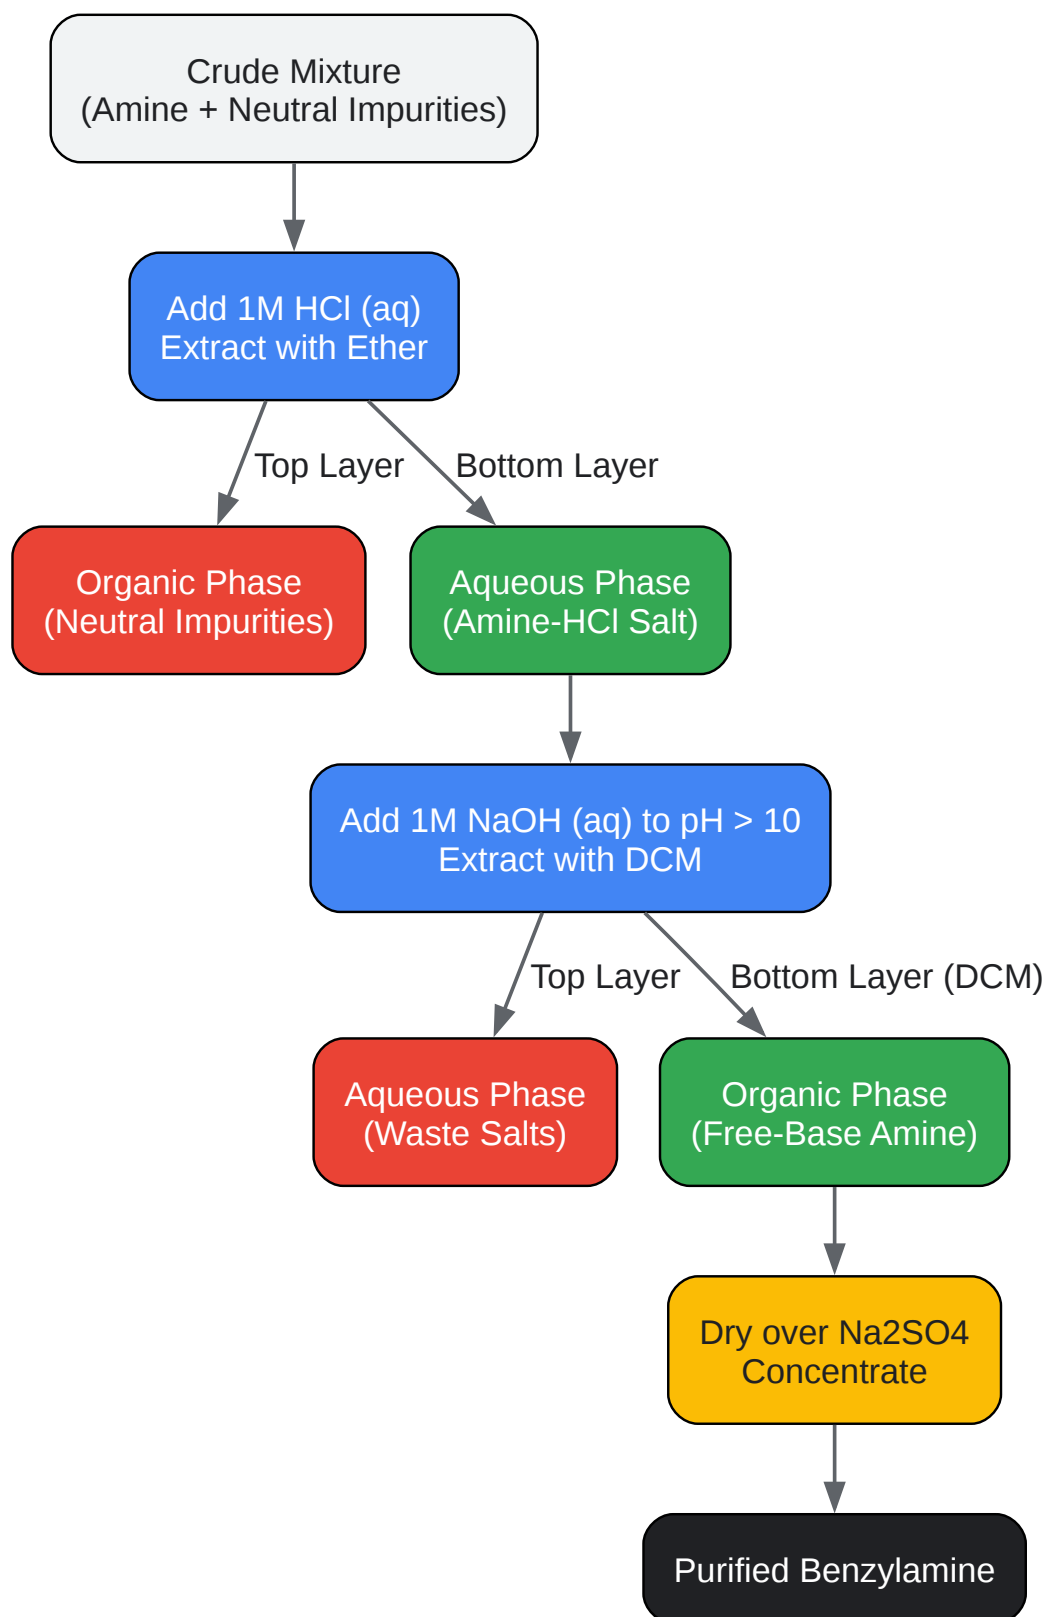 Crude Mixture
(Amine + Neutral Impurities)
Add 1M HCl (aq)
Extract with Ether
Top Layer
Bottom Layer
Organic Phase
(Neutral Impurities)
Aqueous Phase
(Amine-HCl Salt)
Add 1M NaOH (aq) to pH > 10
Extract with DCM
Top Layer
Bottom Layer (DCM)
Aqueous Phase
(Waste Salts)
Organic Phase
(Free-Base Amine)
Dry over Na2SO4
Concentrate
Purified Benzylamine